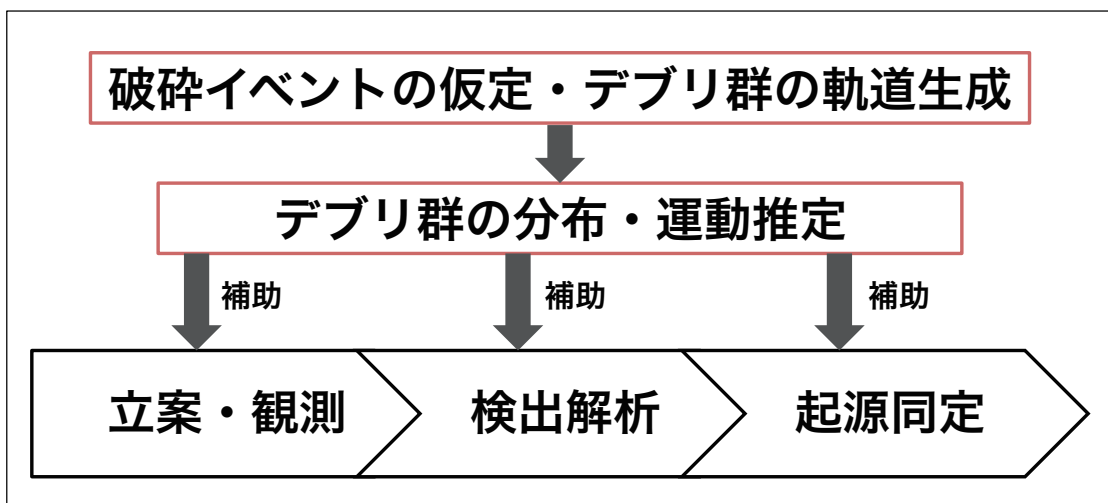 破砕イベントの仮定・デブリ群の軌道生成
デブリ群の分布・運動推定
補助
補助
補助
立案・観測
検出解析
起源同定